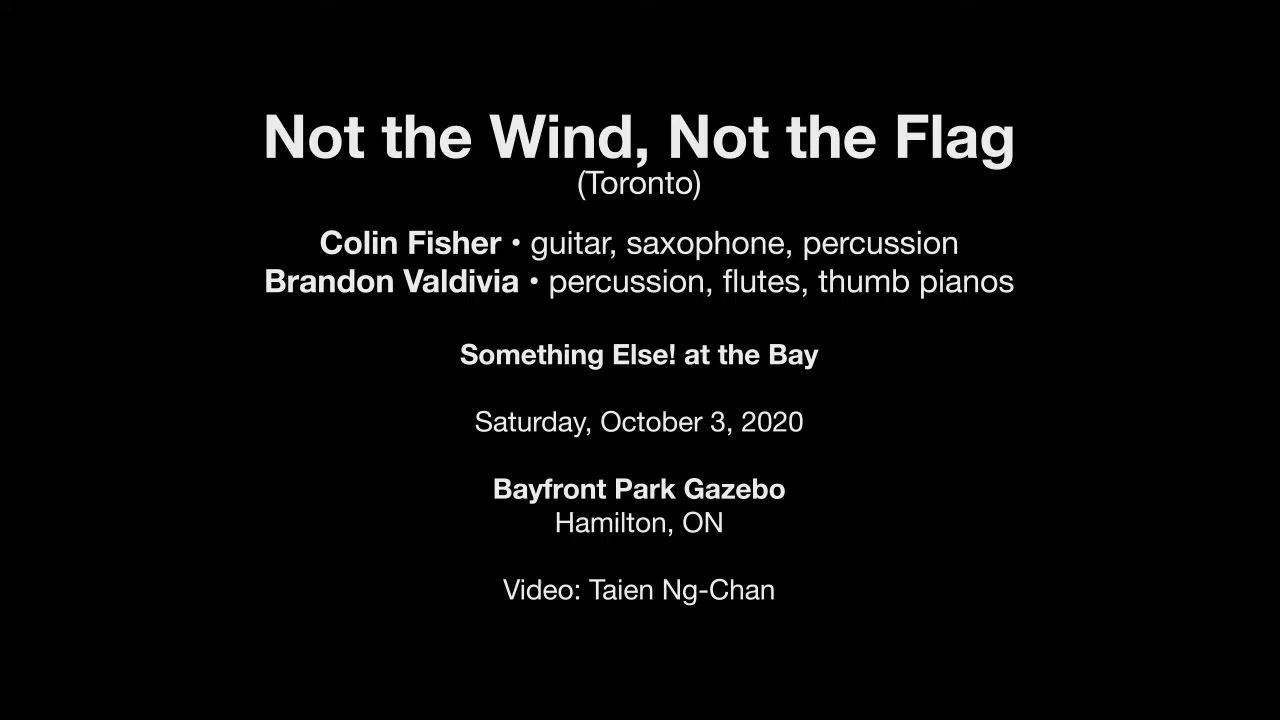 Not the Wind, Not the Flag
(Toronto)
Colin Fisher • guitar, saxophone, percussion
Brandon Valdivia • percussion, flutes, thumb pianos
Something Else! at the Bay
Saturday, October 3, 2020
Bayfront Park Gazebo
Hamilton, ON
Video: Taien Ng-Chan